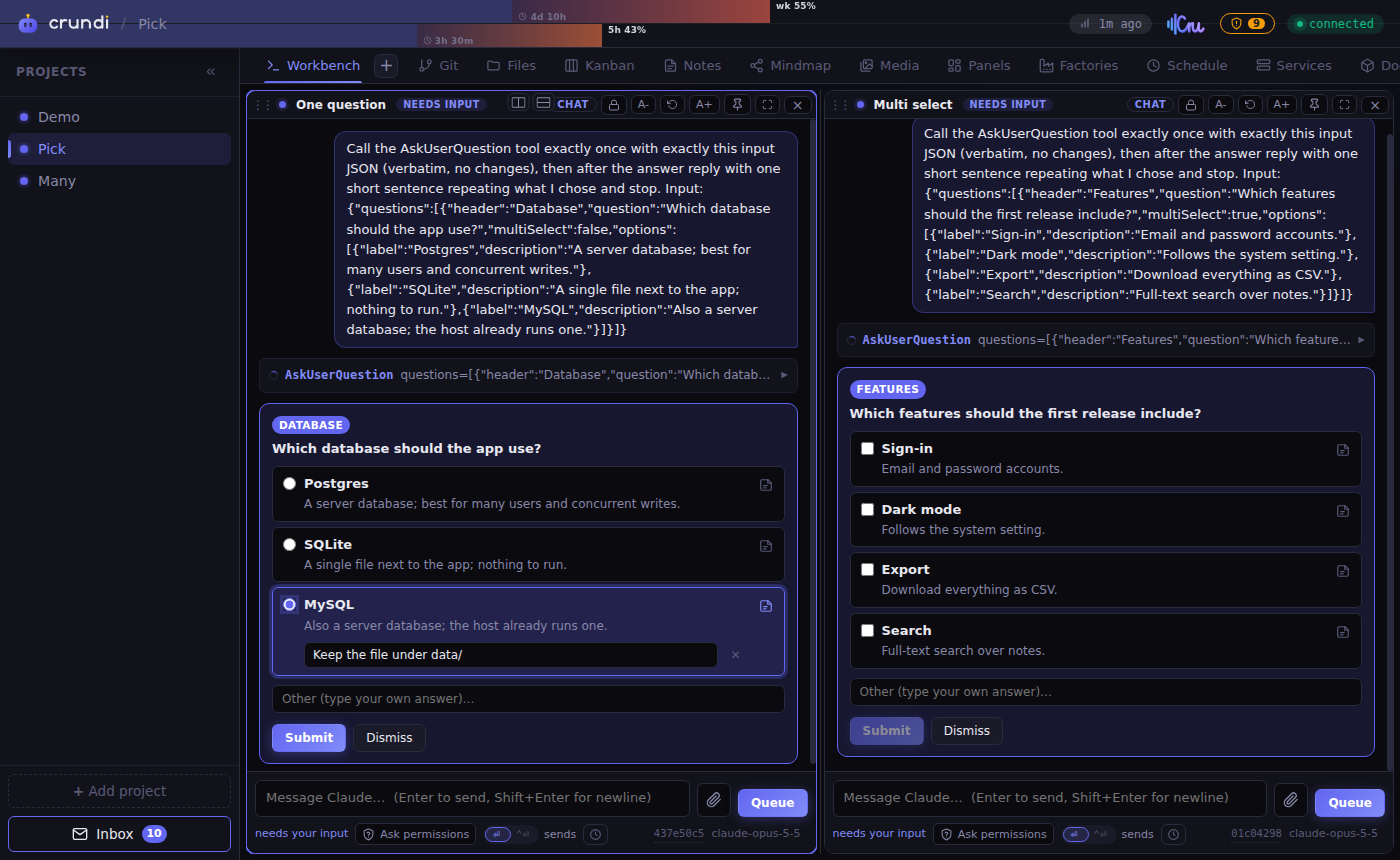 crundi / Pick
4d 10h
wk 55%
3h 30m
5h 43%
1m ago
9
connected
PROJECTS «
Demo
Pick
Many
+ Add project
Inbox 10
Workbench + Git Files Kanban Notes Mindmap Media Panels Factories Schedule Services Do
One question NEEDS INPUT CHAT A- A+
Call the AskUserQuestion tool exactly once with exactly this input
JSON (verbatim, no changes), then after the answer reply with one
short sentence repeating what I chose and stop. Input:
{"questions":[{"header":"Database","question":"Which database
should the app use?","multiSelect":false,"options":
[{"label":"Postgres","description":"A server database; best for
many users and concurrent writes."},
{"label":"SQLite","description":"A single file next to the app;
nothing to run."},{"label":"MySQL","description":"Also a server
database; the host already runs one."}]}]}
AskUserQuestion questions=[{"header":"Database","question":"Which datab…
DATABASE
Which database should the app use?
Postgres
A server database; best for many users and concurrent writes.
SQLite
A single file next to the app; nothing to run.
MySQL
Also a server database; the host already runs one.
Keep the file under data/
Other (type your own answer)…
Submit Dismiss
Message Claude… (Enter to send, Shift+Enter for newline)
Queue
needs your input Ask permissions sends 437e50c5 claude-opus-5-5
Multi select NEEDS INPUT CHAT A- A+
Call the AskUserQuestion tool exactly once with exactly this input
JSON (verbatim, no changes), then after the answer reply with one
short sentence repeating what I chose and stop. Input:
{"questions":[{"header":"Features","question":"Which features
should the first release include?","multiSelect":true,"options":
[{"label":"Sign-in","description":"Email and password accounts."},
{"label":"Dark mode","description":"Follows the system setting."},
{"label":"Export","description":"Download everything as CSV."},
{"label":"Search","description":"Full-text search over notes."}]}]}
AskUserQuestion questions=[{"header":"Features","question":"Which feature…
FEATURES
Which features should the first release include?
Sign-in
Email and password accounts.
Dark mode
Follows the system setting.
Export
Download everything as CSV.
Search
Full-text search over notes.
Other (type your own answer)…
Submit Dismiss
Message Claude… (Enter to send, Shift+Enter for newline)
Queue
needs your input Ask permissions sends 01c04298 claude-opus-5-5